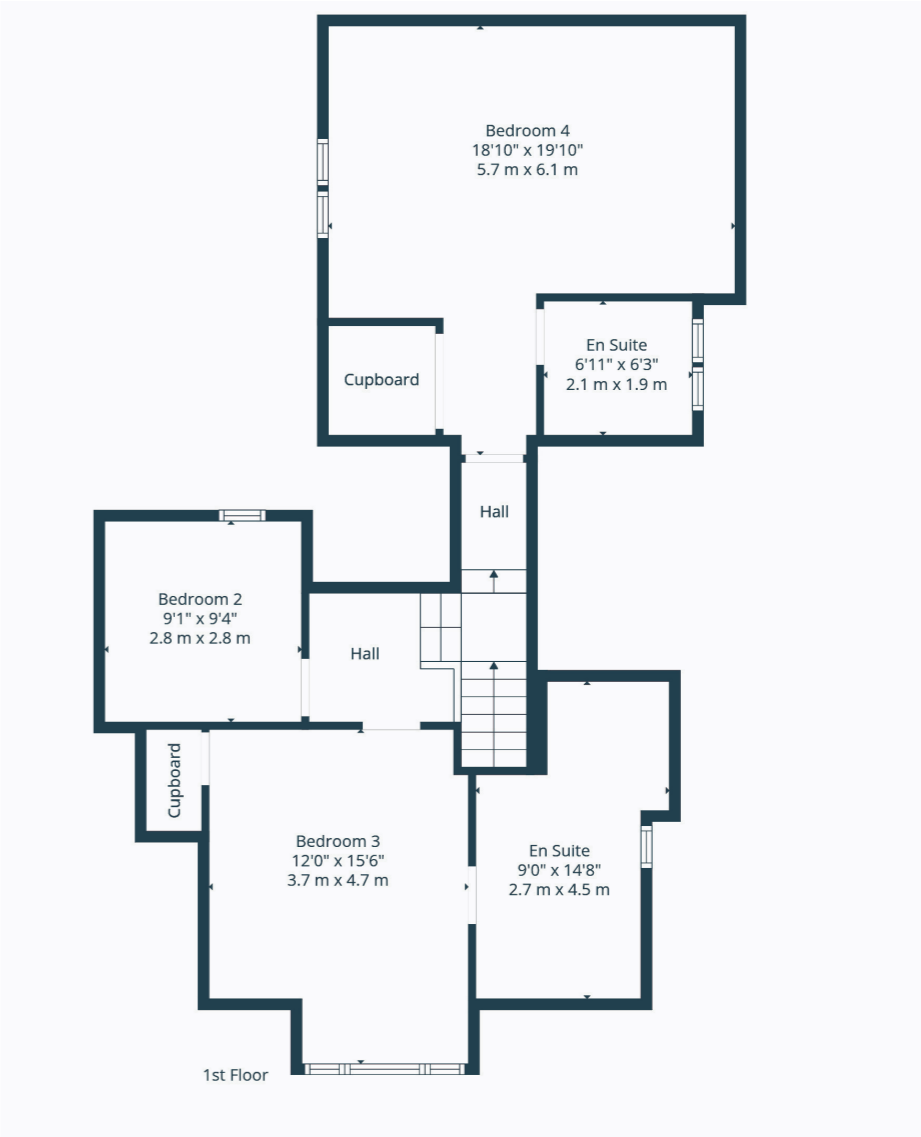 Bedroom 4
18'10" x 19'10"
5.7 m x 6.1 m
En Suite
6'11" x 6'3"
2.1 m x 1.9 m
Cupboard
Hall
Bedroom 2
9'1" x 9'4"
2.8 m x 2.8 m
Hall
Cupboard
Bedroom 3
12'0" x 15'6"
3.7 m x 4.7 m
En Suite
9'0" x 14'8"
2.7 m x 4.5 m
1st Floor